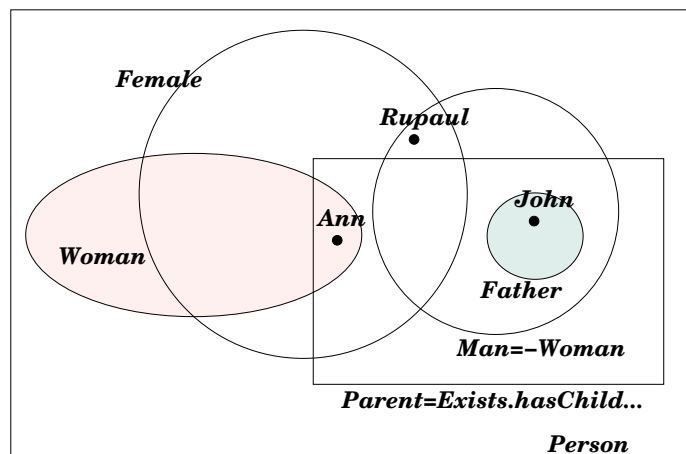 Female
Rupaul
Ann
John
Woman
Father
Man=−Woman
Parent=Exists.hasChild...
Person